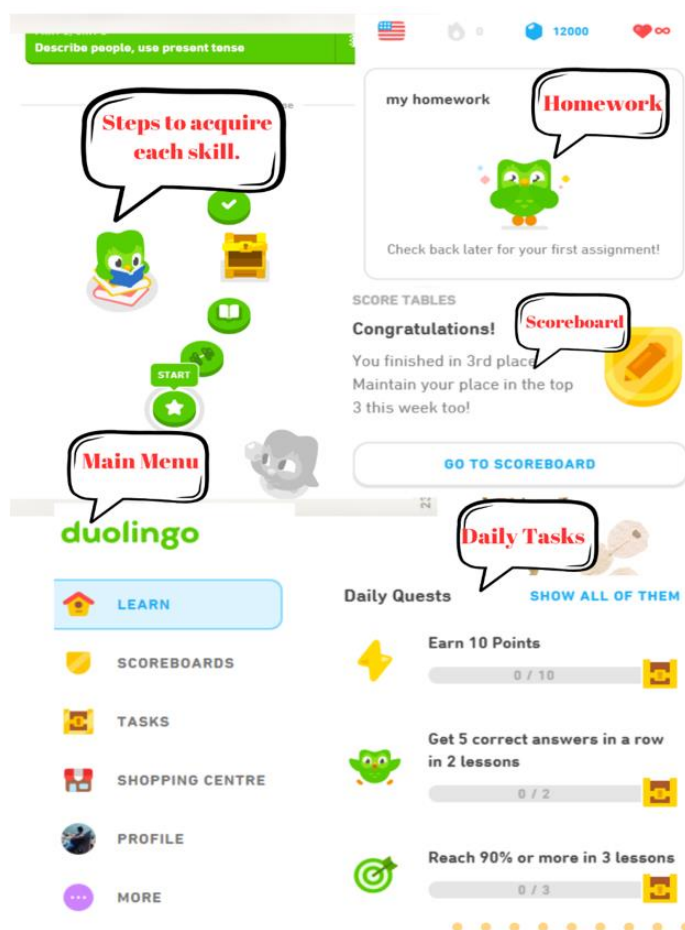 Describe people, use present tense
Steps to acquire
each skill.
START
0
12000
∞
my homework
Homework
Check back later for your first assignment!
SCORE TABLES
Congratulations!
Scoreboard
You finished in 3rd place
Maintain your place in the top
3 this week too!
GO TO SCOREBOARD
Main Menu
duolingo
LEARN
SCOREBOARDS
TASKS
SHOPPING CENTRE
PROFILE
MORE
Daily Tasks
Daily Quests
SHOW ALL OF THEM
Earn 10 Points
0 / 10
Get 5 correct answers in a row
in 2 lessons
0 / 2
Reach 90% or more in 3 lessons
0 / 3